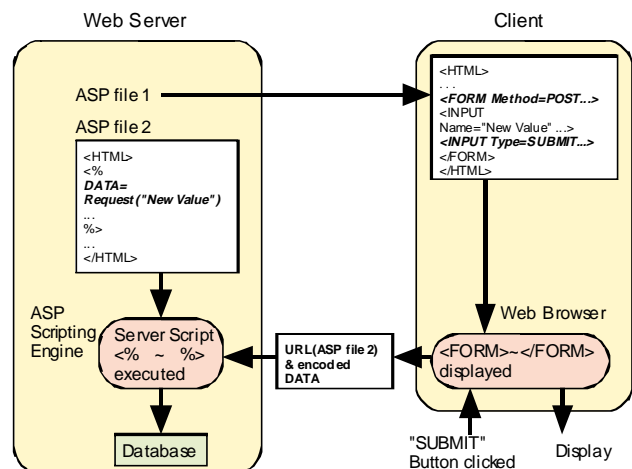 Web Server
Client
ASP file 1
ASP file 2
<HTML>
<%
DATA=
Request("New Value")
...
%>
...
</HTML>
<HTML>
. . .
<FORM Method=POST...>
<INPUT
Name="New Value" ...>
<INPUT Type=SUBMIT...>
</FORM>
</HTML>
ASP
Scripting
Engine
Server Script
<% ~ %>
executed
URL(ASP file 2)
& encoded
DATA
Web Browser
<FORM>~</FORM>
displayed
Database
"SUBMIT"
Button clicked
Display